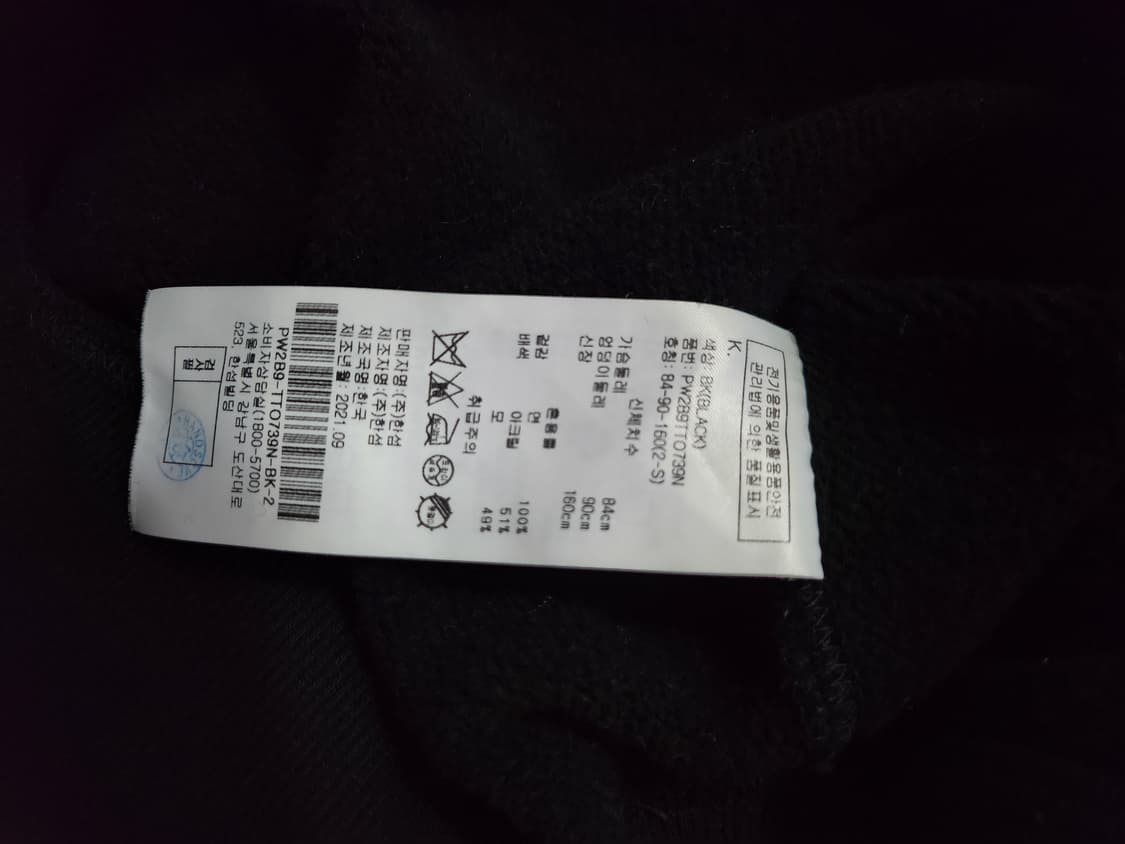 전기용품및생활용품안전
관리법에 의한 품질표시
K.
색상: BK(BLACK)
품번: PW2B9TTO739N
호칭: 84-90-160(2-S)
신체치수
가슴둘레 84cm
엉덩이둘레 90cm
신장 160cm
혼용률
겉감 면 100%
배색 아크릴 51%
모 49%
취급주의
판매자명:(주)한섬
제조자명:(주)한섬
제조국명:한국
제조년월: 2021.09
PW2B9-TTO739N-BK-2
소비자상담실(1800-5700)
서울특별시 강남구 도산대로
523, 한섬빌딩
검사필